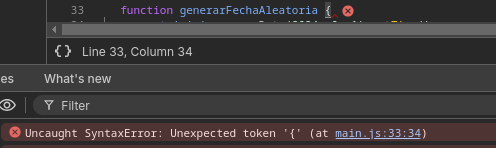 33 function generarFechaAleatoria {
{} Line 33, Column 34
es What's new
Filter
Uncaught SyntaxError: Unexpected token '{' (at main.js:33:34)